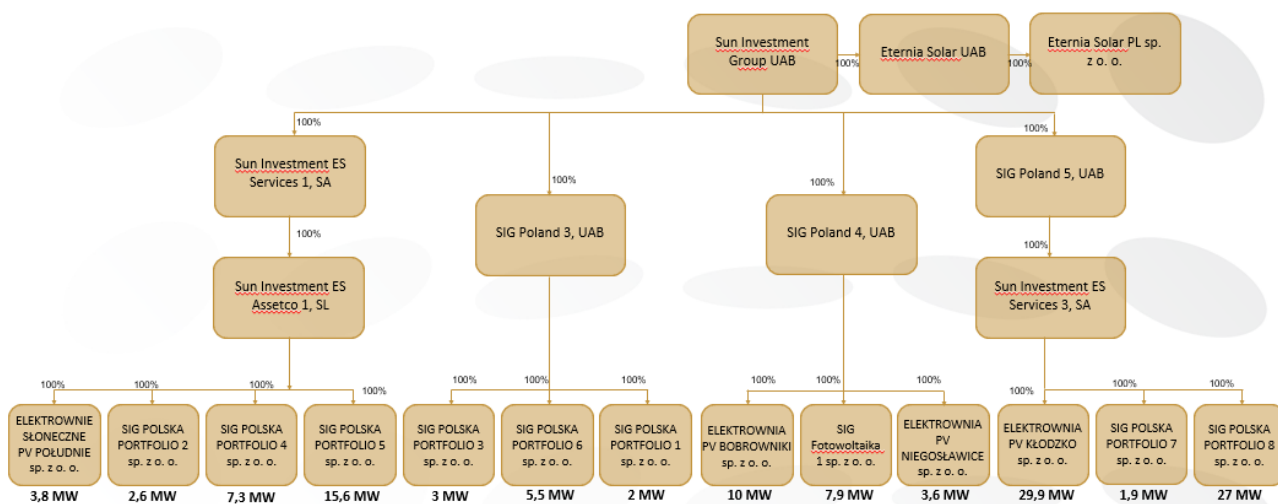 Sun Investment
Group UAB
100%
Eternia Solar UAB
100%
Eternia Solar PL sp.
z o. o.
100%
Sun Investment ES
Services 1, SA
100%
SIG Poland 3, UAB
100%
SIG Poland 4, UAB
100%
SIG Poland 5, UAB
100%
Sun Investment ES
Assetco 1, SL
100%
Sun Investment ES
Services 3, SA
100%
100%
100%
100%
100%
100%
100%
100%
100%
100%
100%
100%
100%
ELEKTROWNIE
SŁONECZNE
PV POŁUDNIE
sp. z o. o.
SIG POLSKA
PORTFOLIO 2
sp. z o. o.
SIG POLSKA
PORTFOLIO 4
sp. z o. o.
SIG POLSKA
PORTFOLIO 5
sp. z o. o.
SIG POLSKA
PORTFOLIO 3
sp. z o. o.
SIG POLSKA
PORTFOLIO 6
sp. z o. o.
SIG POLSKA
PORTFOLIO 1
sp. z o. o.
ELEKTROWNIA
PV BOBROWNIKI
sp. z o. o.
SIG
Fotowoltaika
1 sp. z o. o.
ELEKTROWNIA
PV
NIEGOSŁAWICE
sp. z o. o.
ELEKTROWNIA
PV KŁODZKO
sp. z o. o.
SIG POLSKA
PORTFOLIO 7
sp. z o. o.
SIG POLSKA
PORTFOLIO 8
sp. z o. o.
3,8 MW
2,6 MW
7,3 MW
15,6 MW
3 MW
5,5 MW
2 MW
10 MW
7,9 MW
3,6 MW
29,9 MW
1,9 MW
27 MW